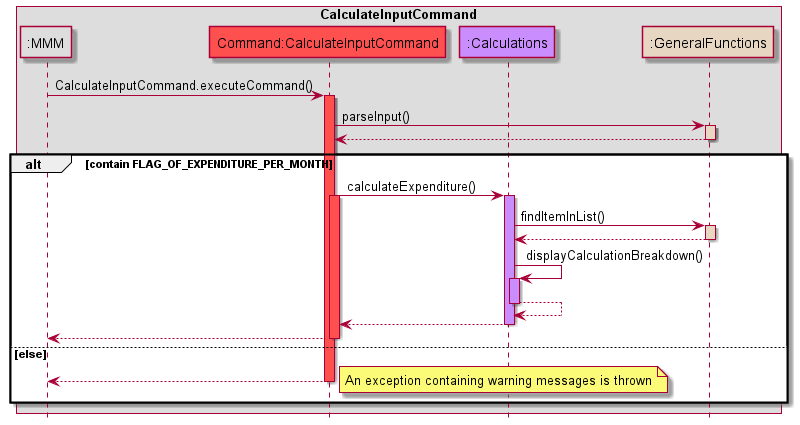 CalculateInputCommand
:MMM
Command:CalculateInputCommand
:Calculations
:GeneralFunctions
CalculateInputCommand.executeCommand()
parseInput()
alt
[contain FLAG_OF_EXPENDITURE_PER_MONTH]
calculateExpenditure()
findItemInList()
displayCalculationBreakdown()
[else]
An exception containing warning messages is thrown